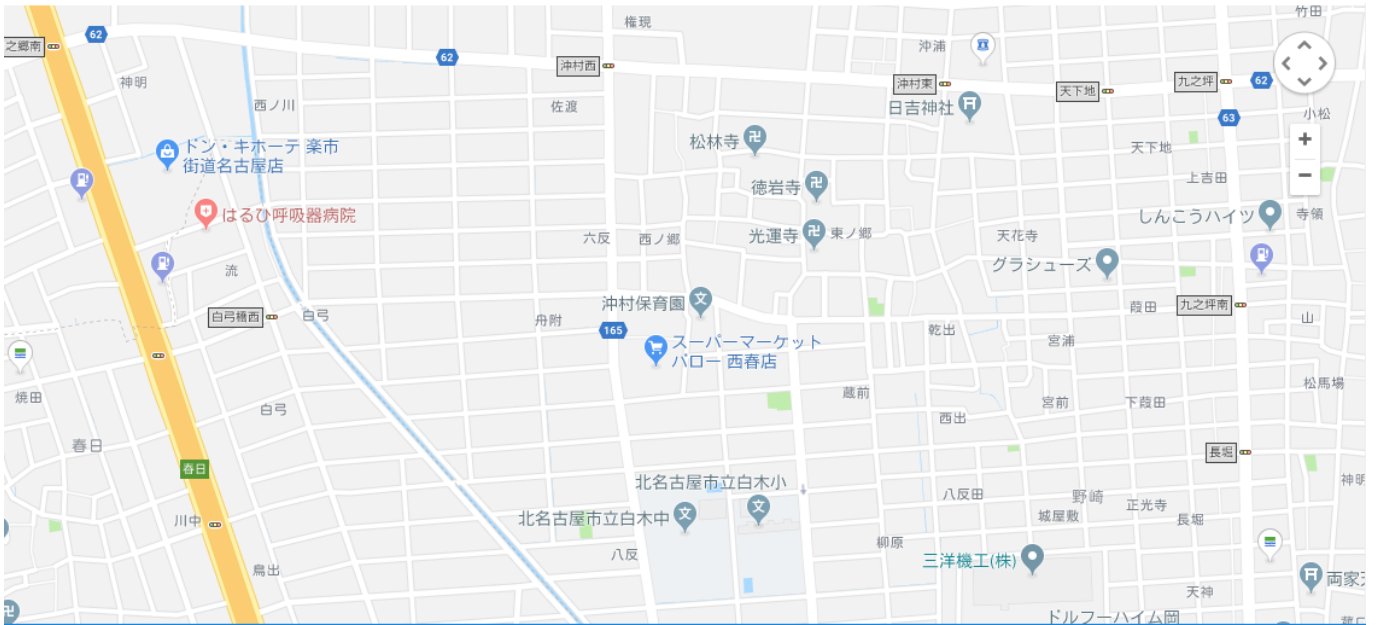 竹田
権現
62
之郷南
沖浦
62
沖村西
神明
沖村東
天下地
九之坪
62
西ノ川
佐渡
日吉神社
63
小松
松林寺
ドン・キホーテ 楽市
街道名古屋店
天下地
徳岩寺
上吉田
はるひ呼吸器病院
しんこうハイツ
寺領
六反
西ノ郷
光運寺
東ノ郷
天花寺
グラシューズ
流
沖村保育園
葭田
九之坪南
白弓橋西
白弓
舟附
165
乾出
山
スーパーマーケット
バロー 西春店
宮浦
焼田
蔵前
松馬場
白弓
西出
宮前
下葭田
春日
長堀
春日
北名古屋市立白木小
神明
八反田
野崎
正光寺
川中
北名古屋市立白木中
城屋敷
長堀
八反
柳原
三洋機工(株)
鳥出
両家
天神
ドルフーハイム岡